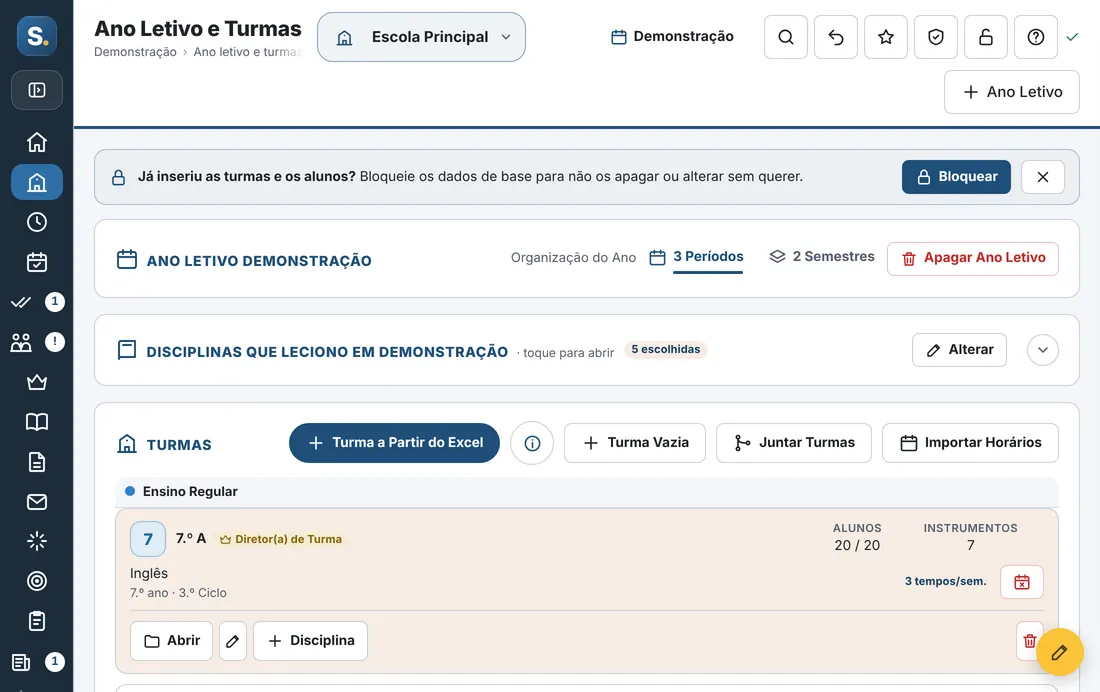 S.
Ano Letivo e Turmas
Demonstração › Ano letivo e turmas
Escola Principal
Demonstração
+ Ano Letivo
Já inseriu as turmas e os alunos? Bloqueie os dados de base para não os apagar ou alterar sem querer.
Bloquear
ANO LETIVO DEMONSTRAÇÃO
Organização do Ano
3 Períodos
2 Semestres
Apagar Ano Letivo
DISCIPLINAS QUE LECIONO EM DEMONSTRAÇÃO · toque para abrir
5 escolhidas
Alterar
TURMAS
+ Turma a Partir do Excel
+ Turma Vazia
Juntar Turmas
Importar Horários
Ensino Regular
7
7.º A
Diretor(a) de Turma
ALUNOS
20 / 20
INSTRUMENTOS
7
Inglês
7.º ano · 3.º Ciclo
3 tempos/sem.
Abrir
+ Disciplina
1
!
1